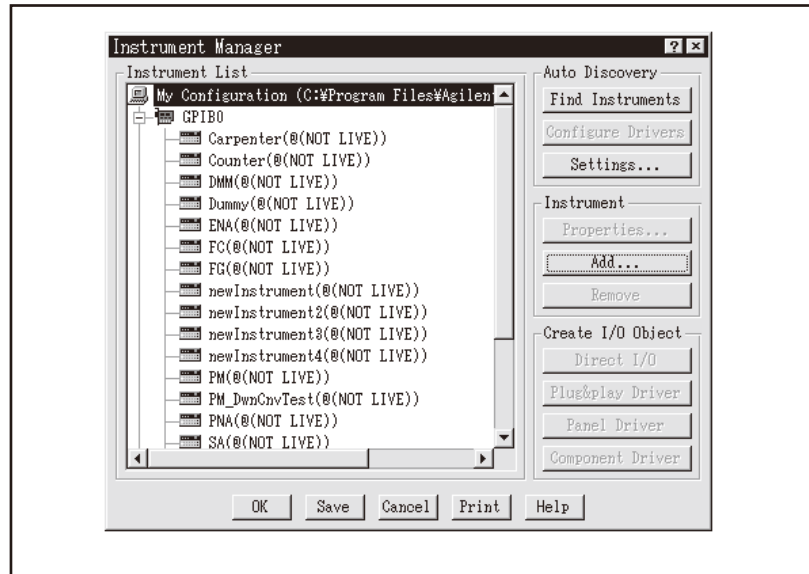 Instrument Manager
Instrument List
My Configuration (C:¥Program Files¥Agilen
GPIB0
Carpenter(@(NOT LIVE))
Counter(@(NOT LIVE))
DMM(@(NOT LIVE))
Dummy(@(NOT LIVE))
ENA(@(NOT LIVE))
FC(@(NOT LIVE))
FG(@(NOT LIVE))
newInstrument(@(NOT LIVE))
newInstrument2(@(NOT LIVE))
newInstrument3(@(NOT LIVE))
newInstrument4(@(NOT LIVE))
PM(@(NOT LIVE))
PM_DwnCnvTest(@(NOT LIVE))
PNA(@(NOT LIVE))
SA(@(NOT LIVE))
Auto Discovery
Find Instruments
Configure Drivers
Settings...
Instrument
Properties...
Add...
Remove
Create I/O Object
Direct I/O
Plug&play Driver
Panel Driver
Component Driver
OK Save Cancel Print Help